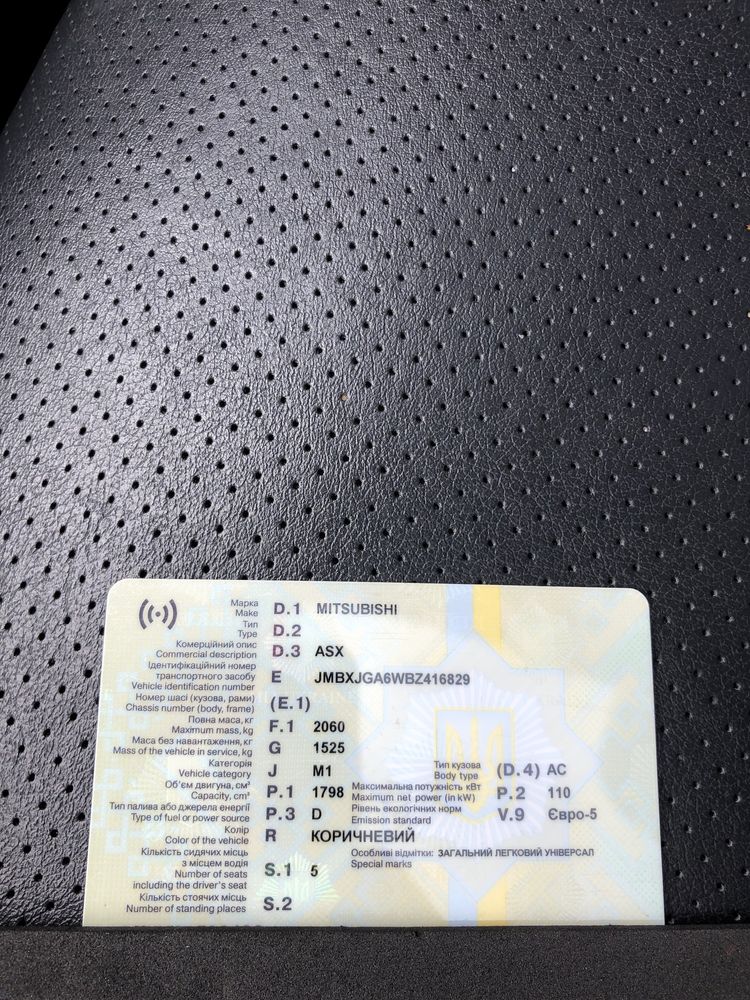 Марка
Make D.1 MITSUBISHI
Тип
Type D.2
Комерційний опис
Commercial description D.3 ASX
Ідентифікаційний номер
транспортного засобу
Vehicle identification number E JMBXJGA6WBZ416829
Номер шасі (кузова, рами)
Chassis number (body, frame) (E.1)
Повна маса, кг
Maximum mass, kg F.1 2060
Маса без навантаження, кг
Mass of the vehicle in service, kg G 1525
Категорія
Vehicle category J M1
Тип кузова
Body type (D.4) AC
Об'єм двигуна, см³
Capacity, cm³ P.1 1798
Максимальна потужність кВт
Maximum net power (in kW) P.2 110
Тип палива або джерела енергії
Type of fuel or power source P.3 D
Рівень екологічних норм
Emission standard V.9 Євро-5
Колір
Color of the vehicle R КОРИЧНЕВИЙ
Кількість сидячих місць
з місцем водія
Number of seats
including the driver's seat S.1 5
Особливі відмітки: ЗАГАЛЬНИЙ ЛЕГКОВИЙ УНІВЕРСАЛ
Special marks
Кількість стоячих місць
Number of standing places S.2